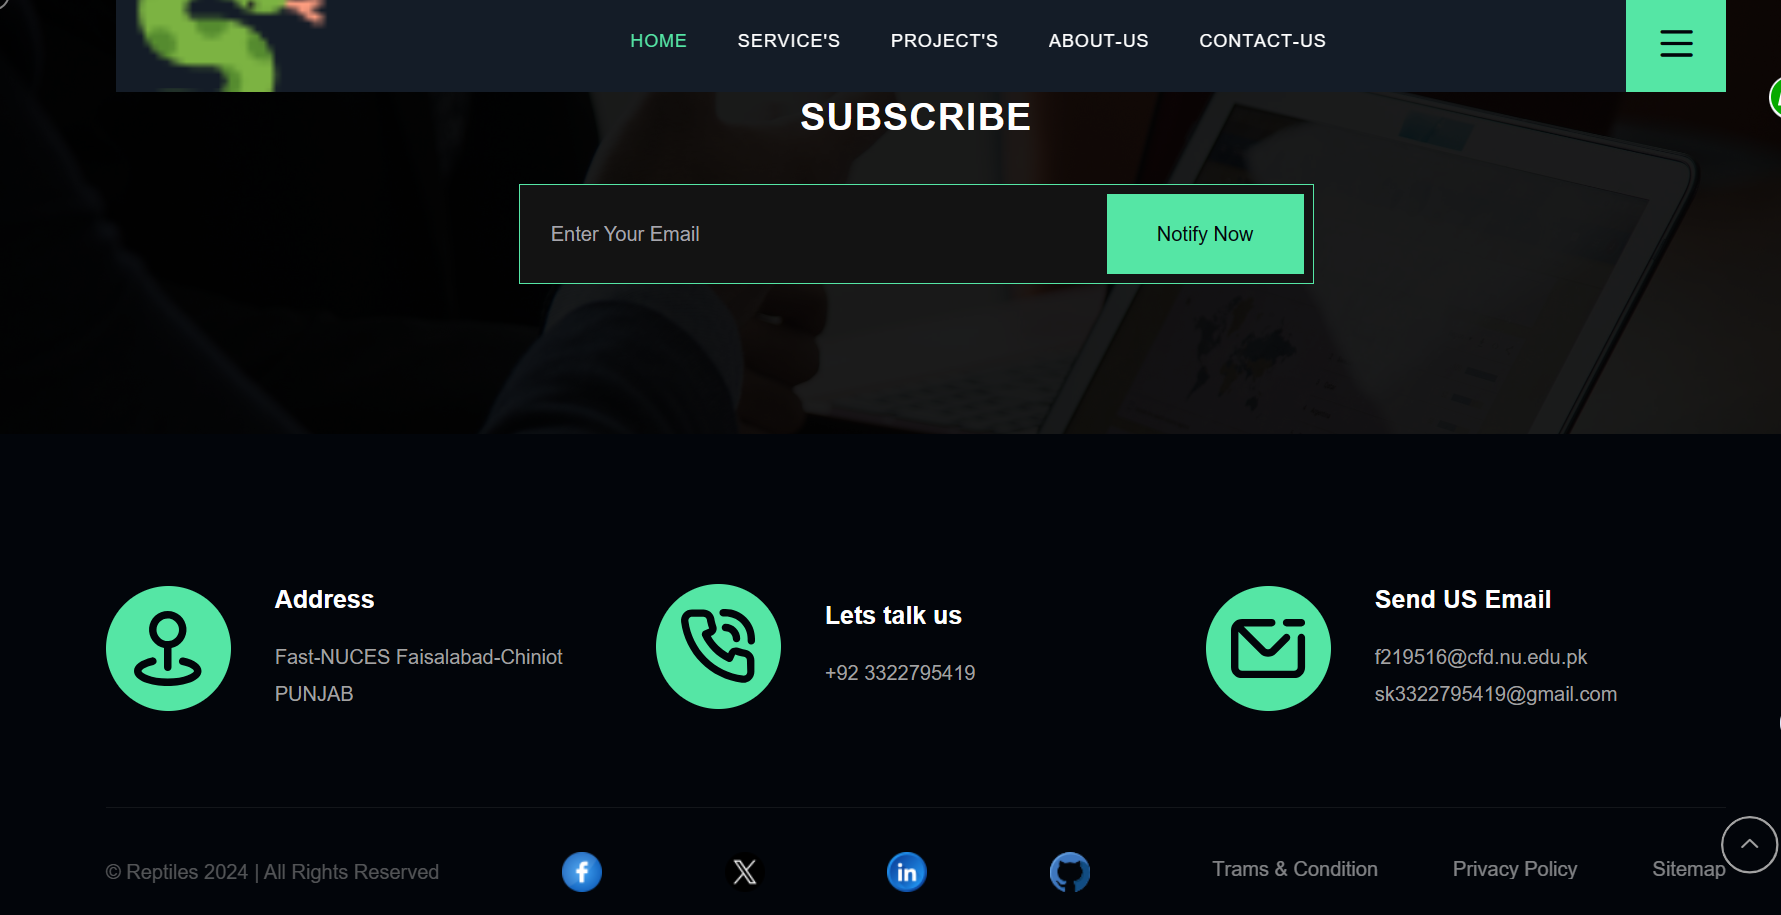 HOME SERVICE'S PROJECT'S ABOUT-US CONTACT-US
SUBSCRIBE
Enter Your Email
Notify Now
Address
Fast-NUCES Faisalabad-Chiniot
PUNJAB
Lets talk us
+92 3322795419
Send US Email
f219516@cfd.nu.edu.pk
sk3322795419@gmail.com
© Reptiles 2024 | All Rights Reserved
Trams & Condition Privacy Policy Sitemap